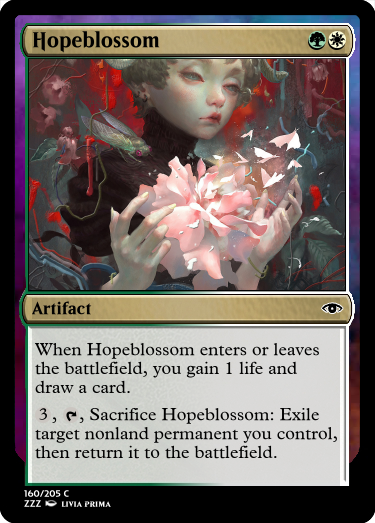 Hopeblossom
Artifact
When Hopeblossom enters or leaves
the battlefield, you gain 1 life and
draw a card.
3, , Sacrifice Hopeblossom: Exile
target nonland permanent you control,
then return it to the battlefield.
160/205 C
ZZZ LIVIA PRIMA